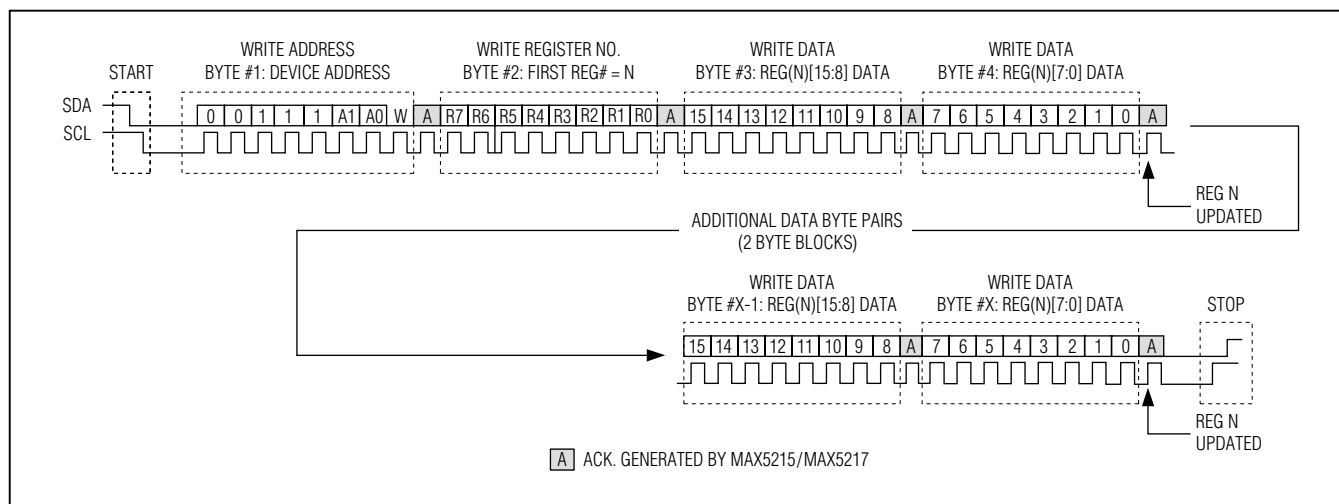 WRITE ADDRESS
BYTE #1: DEVICE ADDRESS
WRITE REGISTER NO.
BYTE #2: FIRST REG# = N
WRITE DATA
BYTE #3: REG(N)[15:8] DATA
WRITE DATA
BYTE #4: REG(N)[7:0] DATA
START
SDA
0 0 1 1 1 A1 A0 W A R7 R6 R5 R4 R3 R2 R1 R0 A 15 14 13 12 11 10 9 8 A 7 6 5 4 3 2 1 0 A
SCL
REG N
UPDATED
ADDITIONAL DATA BYTE PAIRS
(2 BYTE BLOCKS)
WRITE DATA
BYTE #X-1: REG(N)[15:8] DATA
WRITE DATA
BYTE #X: REG(N)[7:0] DATA
STOP
15 14 13 12 11 10 9 8 A 7 6 5 4 3 2 1 0 A
REG N
UPDATED
A ACK. GENERATED BY MAX5215/MAX5217